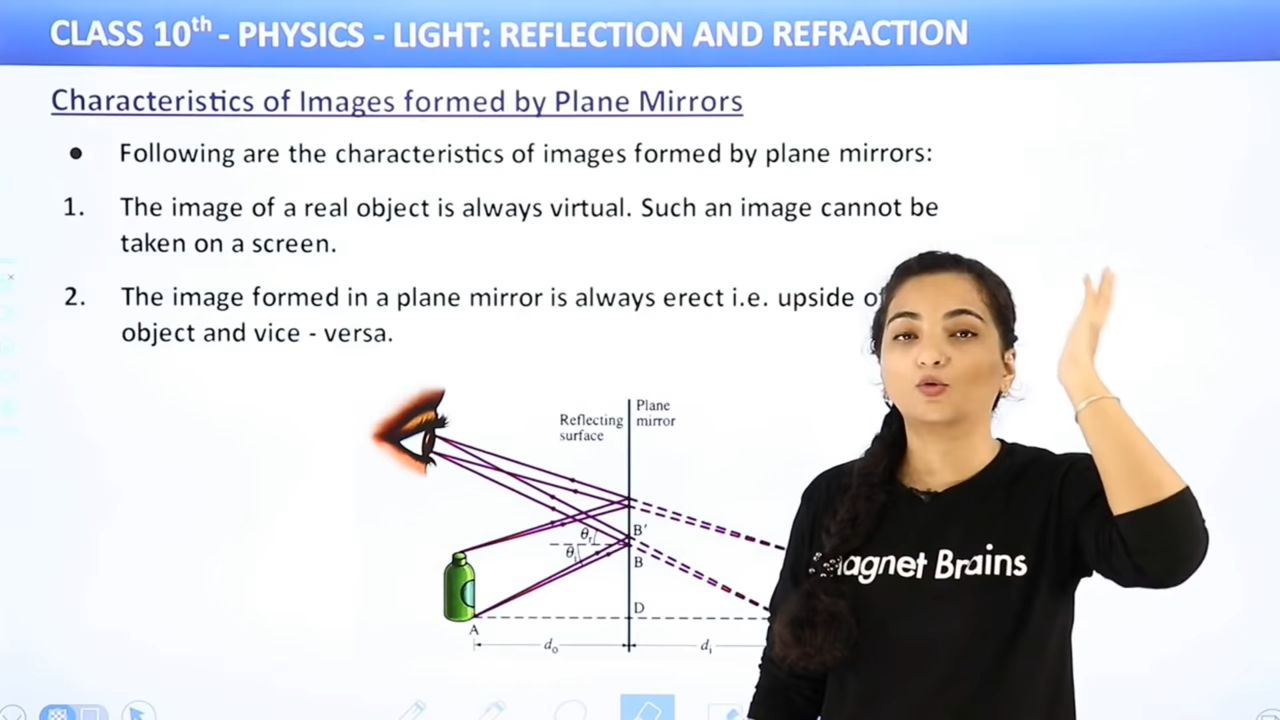 CLASS 10th - PHYSICS - LIGHT: REFLECTION AND REFRACTION
Characteristics of Images formed by Plane Mirrors
• Following are the characteristics of images formed by plane mirrors:
1. The image of a real object is always virtual. Such an image cannot be
taken on a screen.
2. The image formed in a plane mirror is always erect i.e. upside
object and vice - versa.
Plane
Reflecting mirror
surface
B′
θr
θi
B
D
A
do
di
agnet Brains